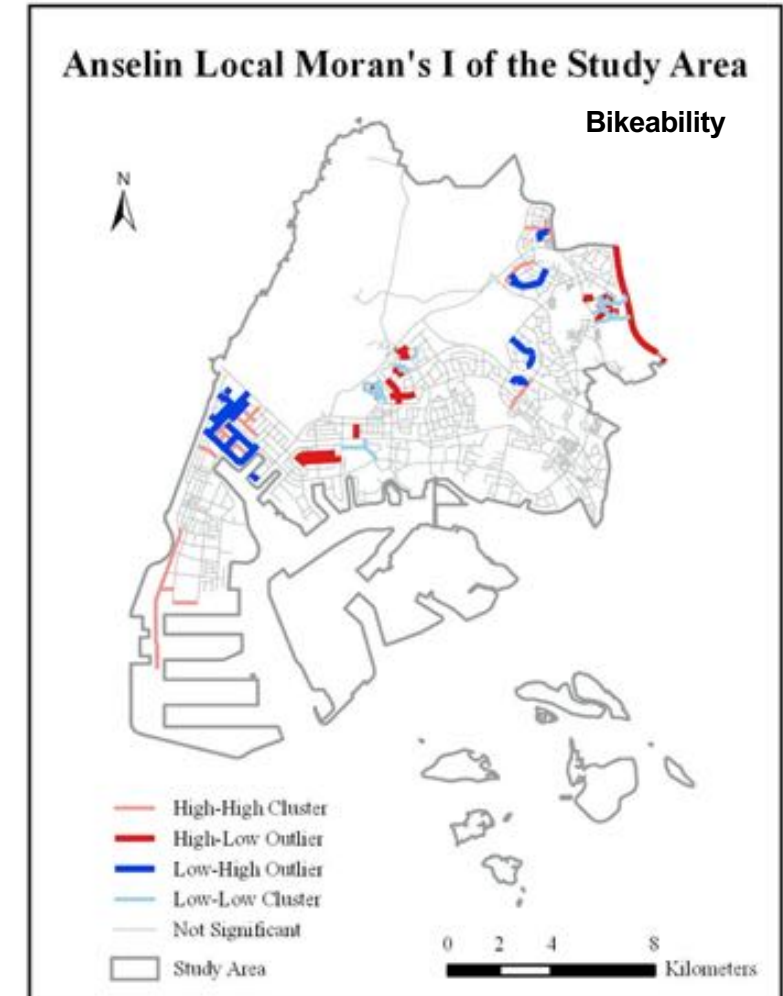 Anselin Local Moran's I of the Study Area
Bikeability
N
High-High Cluster
High-Low Outlier
Low-High Outlier
Low-Low Cluster
Not Significant
Study Area
0 2 4 8
Kilometers